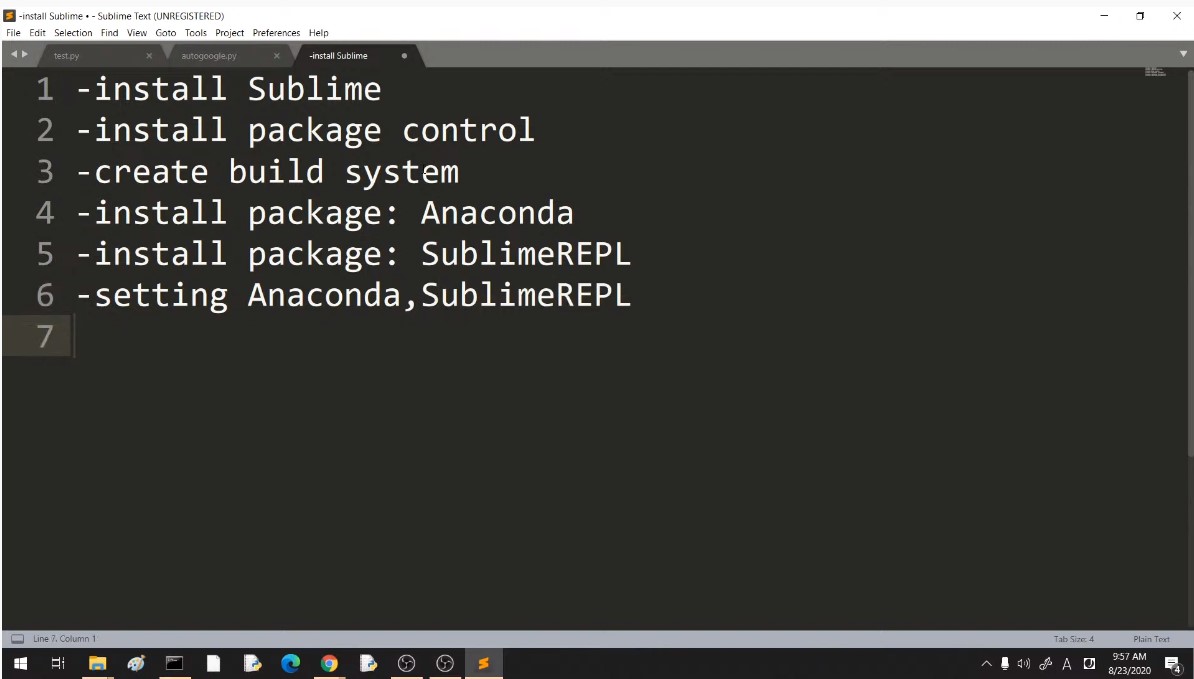 -install Sublime • - Sublime Text (UNREGISTERED)
File Edit Selection Find View Goto Tools Project Preferences Help
test.py autogoogle.py -install Sublime
1 -install Sublime
2 -install package control
3 -create build system
4 -install package: Anaconda
5 -install package: SublimeREPL
6 -setting Anaconda,SublimeREPL
7
Line 7, Column 1 Tab Size: 4 Plain Text
9:57 AM
8/23/2020
4